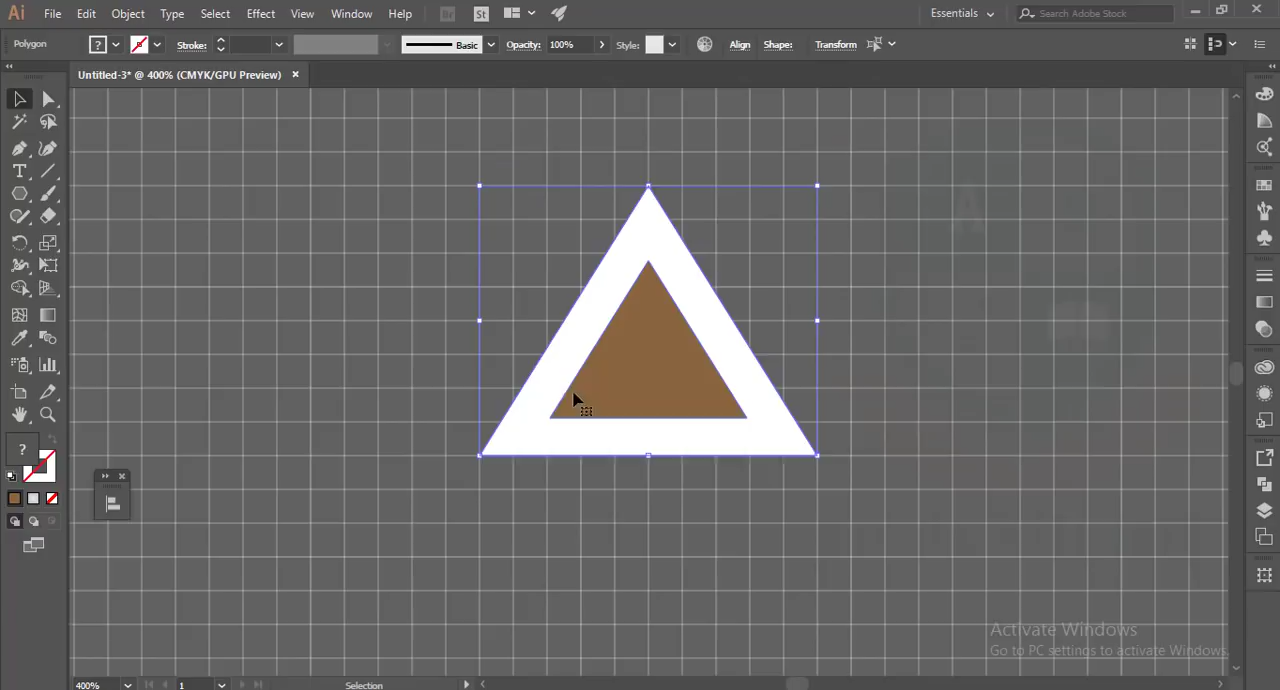 Ai File Edit Object Type Select Effect View Window Help Br St Essentials Search Adobe Stock
Polygon ? Stroke: Basic Opacity: 100% Style: Align Shape: Transform
Untitled-3* @ 400% (CMYK/GPU Preview)
?
Activate Windows
Go to PC settings to activate Windows.
400% 1 Selection